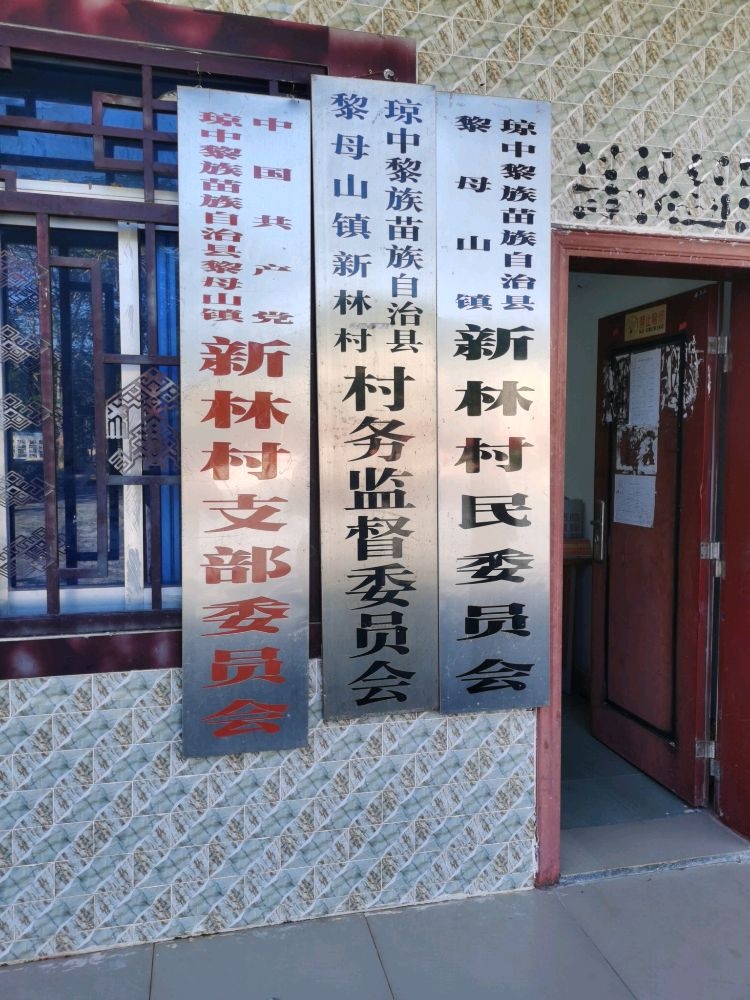 中国共产党
琼中黎族苗族自治县黎母山镇
新林村支部委员会
琼中黎族苗族自治县
黎母山镇新林村
村务监督委员会
琼中黎族苗族自治县
黎母山镇
新林村民委员会